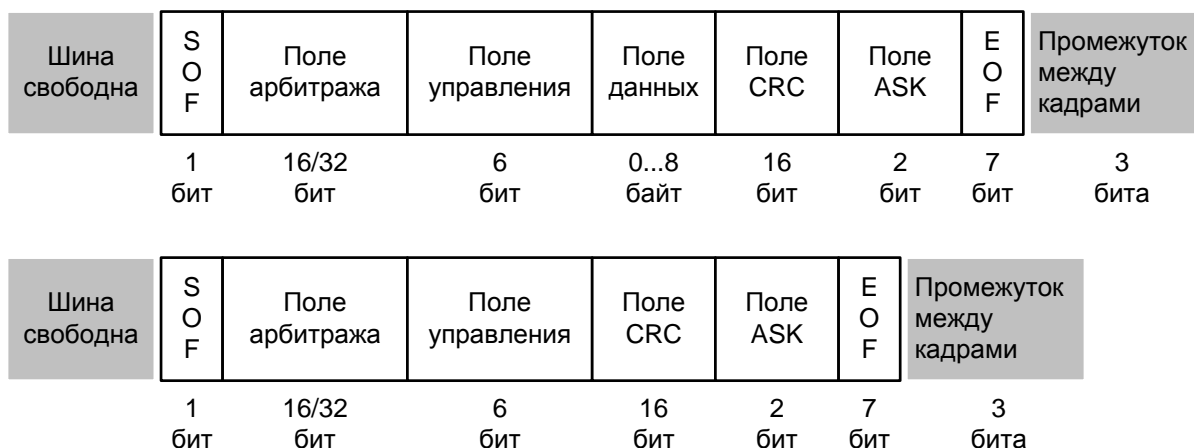 Шина свободна
S O F
Поле арбитража
Поле управления
Поле данных
Поле CRC
Поле ASK
E O F
Промежуток между кадрами
1 бит
16/32 бит
6 бит
0...8 байт
16 бит
2 бит
7 бит
3 бита
Шина свободна
S O F
Поле арбитража
Поле управления
Поле CRC
Поле ASK
E O F
Промежуток между кадрами
1 бит
16/32 бит
6 бит
16 бит
2 бит
7 бит
3 бита